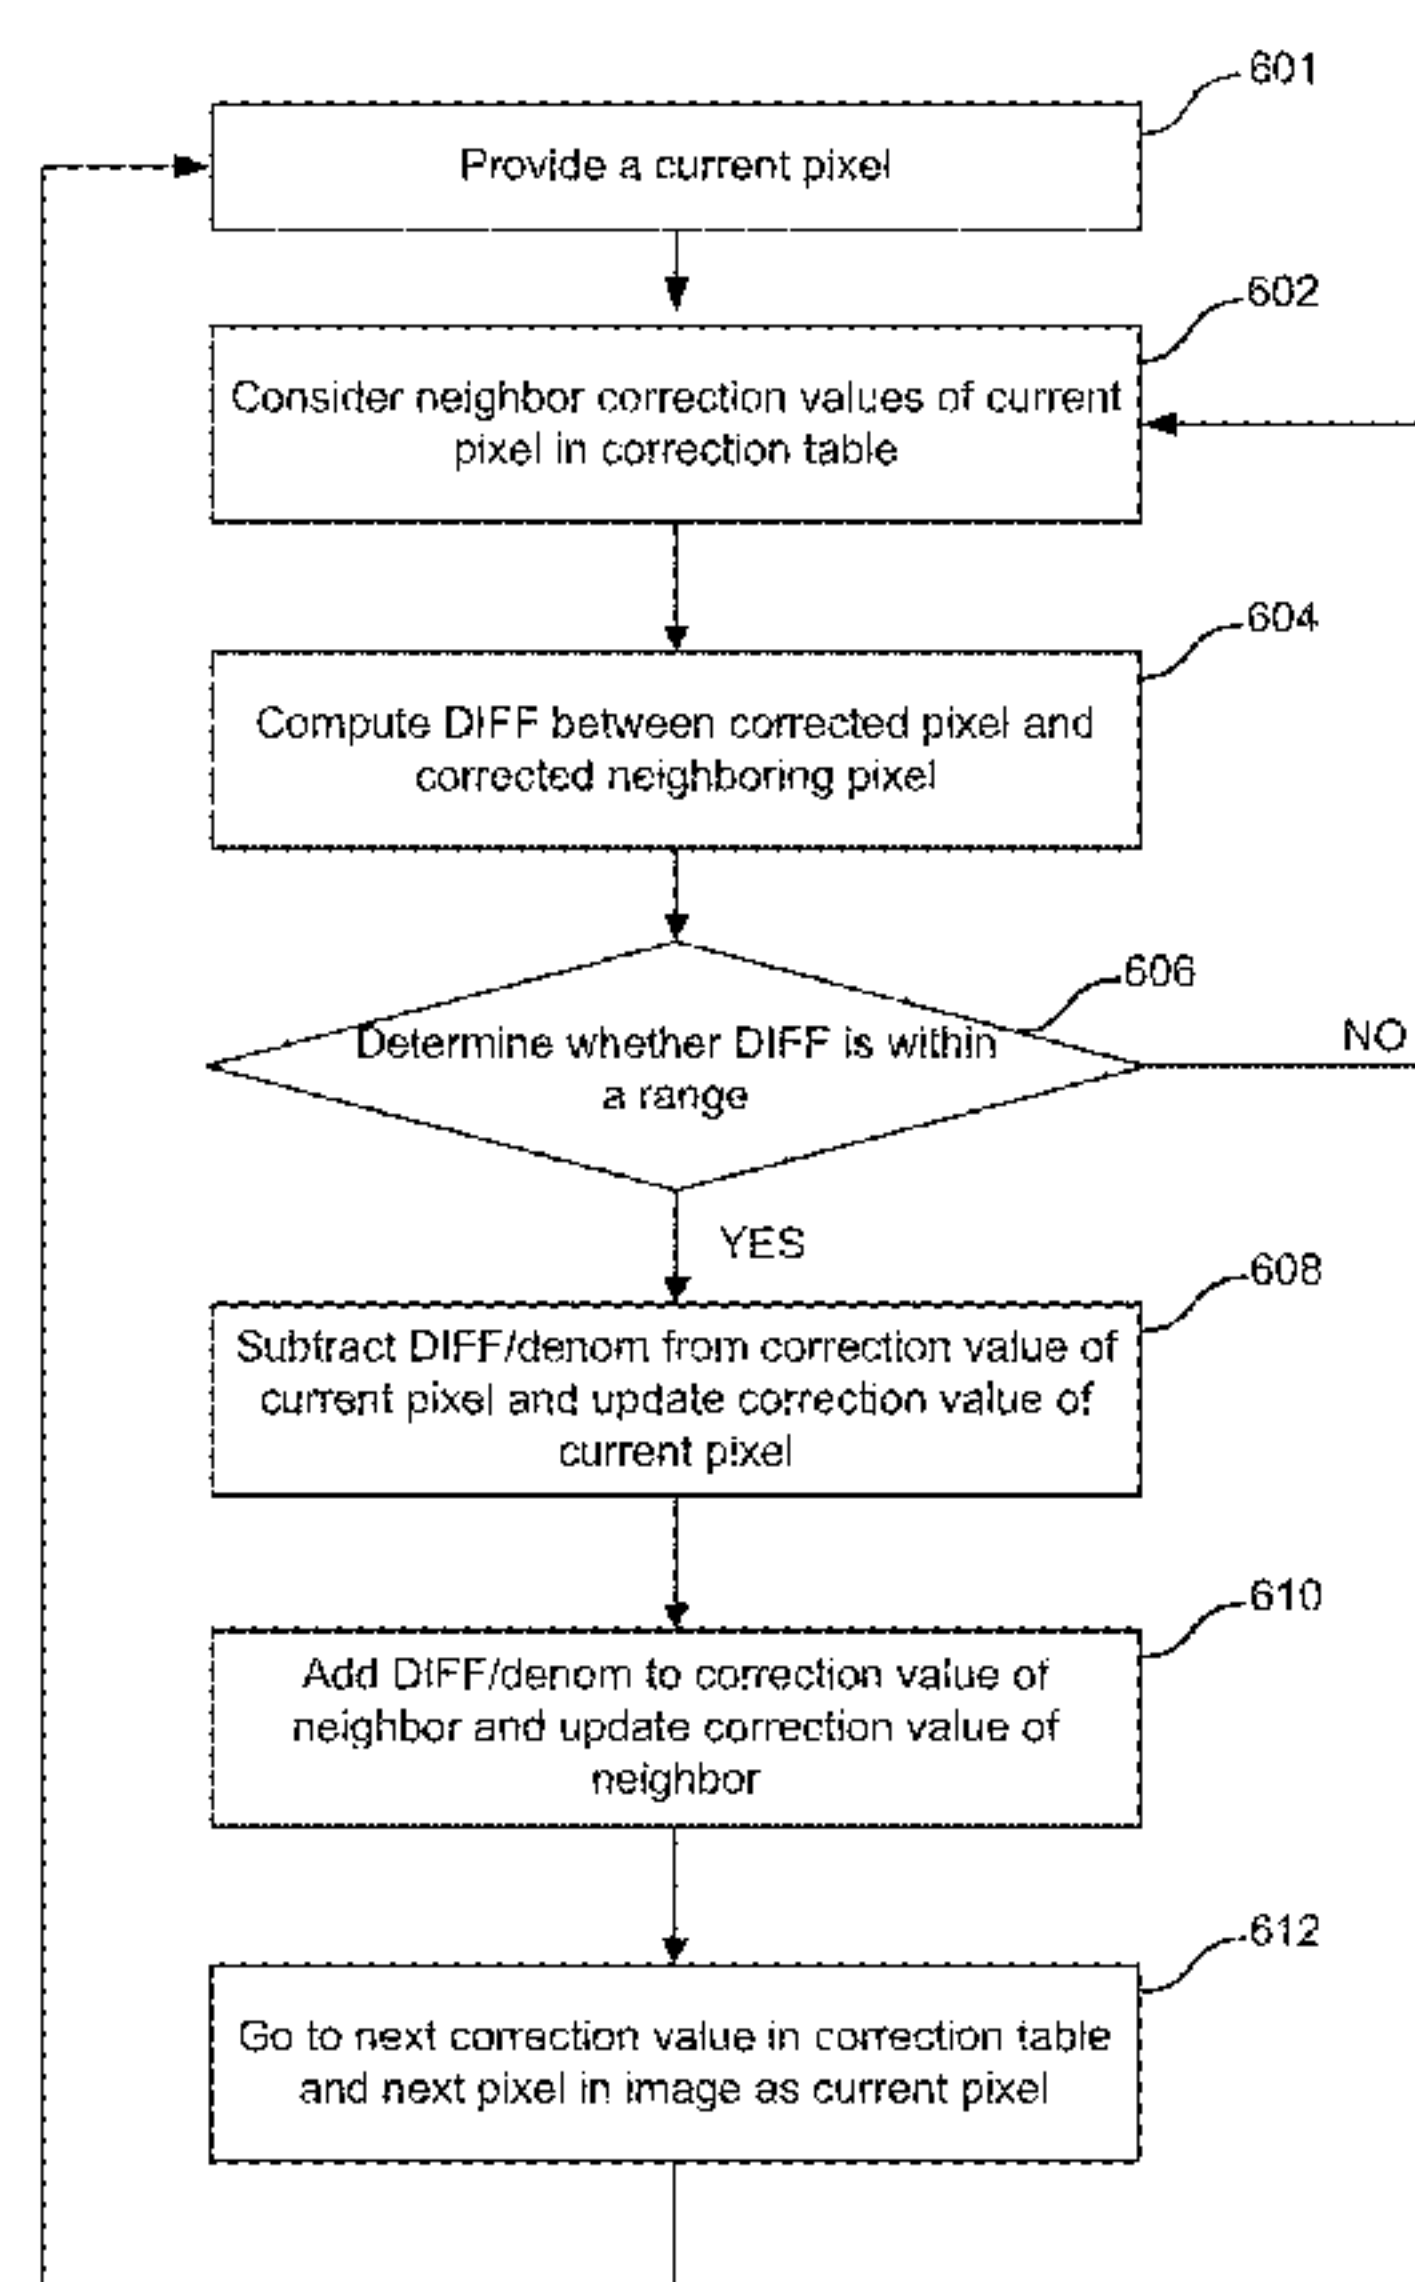 601
Provide a current pixel
602
Consider neighbor correction values of current
pixel in correction table
604
Compute DIFF between corrected pixel and
corrected neighboring pixel
606
Determine whether DIFF is within
a range
NO
YES
608
Subtract DIFF/denom from correction value of
current pixel and update correction value of
current pixel
610
Add DIFF/denom to correction value of
neighbor and update correction value of
neighbor
612
Go to next correction value in correction table
and next pixel in image as current pixel